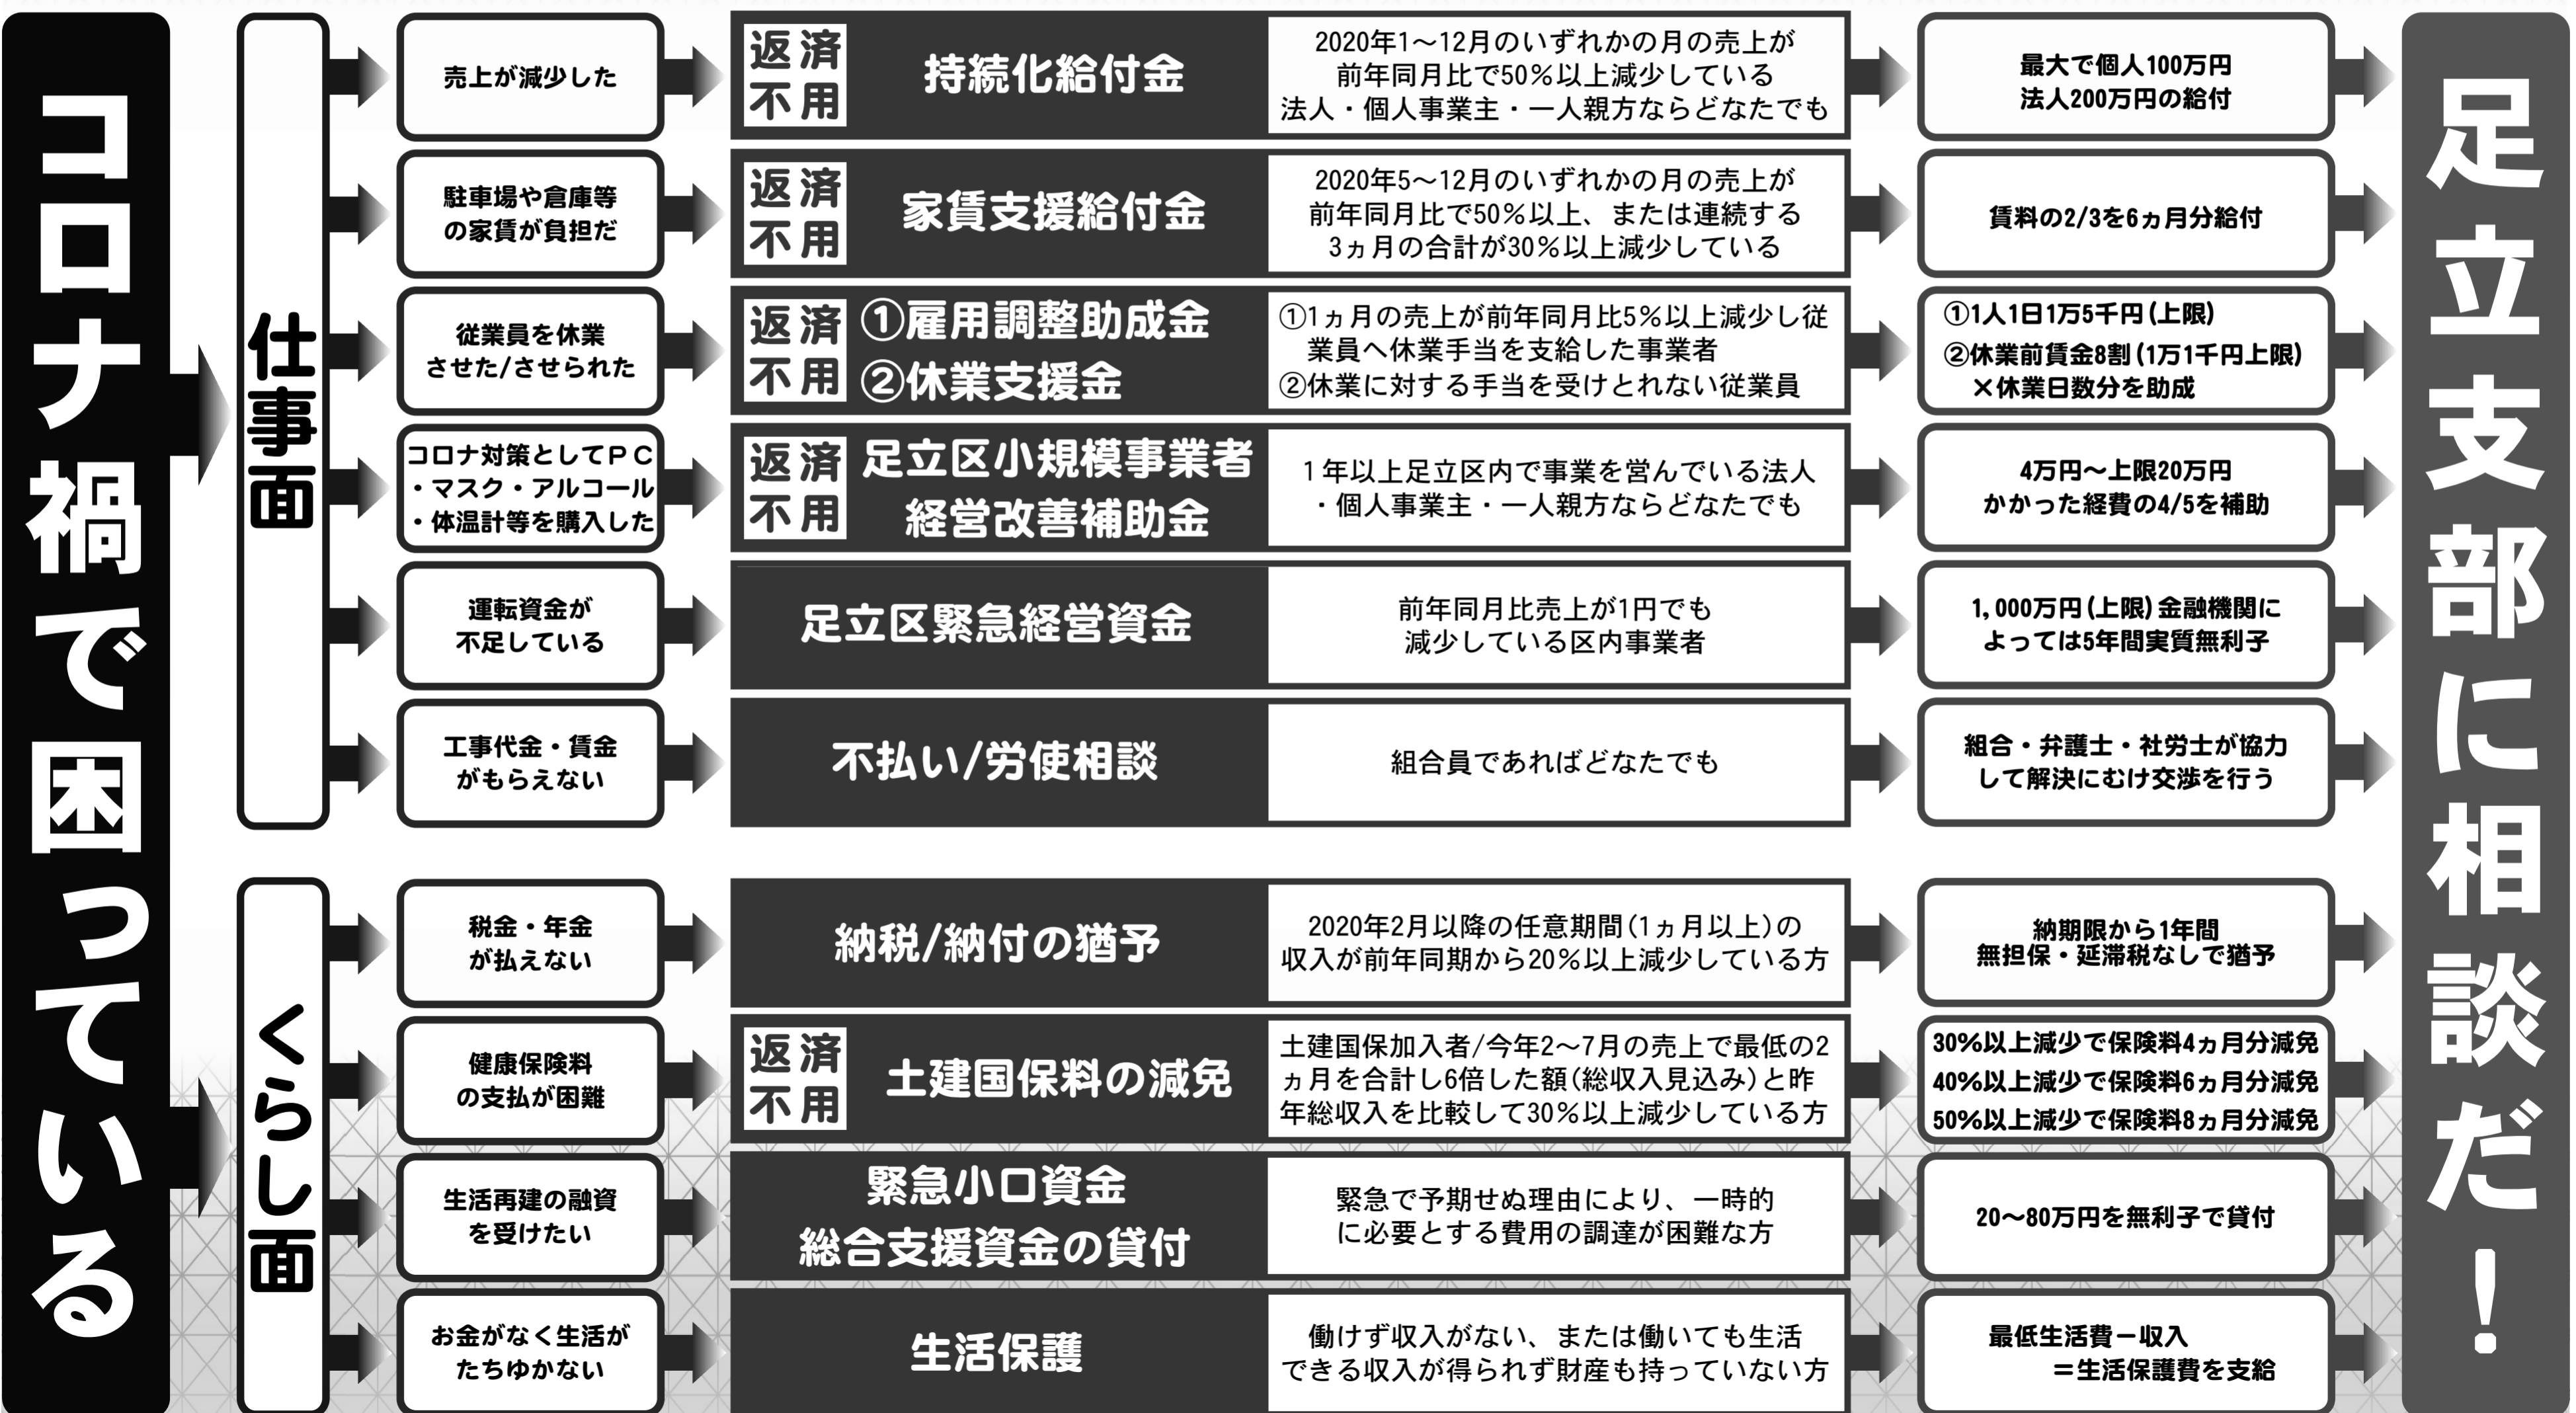 コロナ禍で困っている
仕事面
売上が減少した
返済
不用
持続化給付金
2020年1～12月のいずれかの月の売上が
前年同月比で50％以上減少している
法人・個人事業主・一人親方ならどなたでも
最大で個人100万円
法人200万円の給付
駐車場や倉庫等
の家賃が負担だ
返済
不用
家賃支援給付金
2020年5～12月のいずれかの月の売上が
前年同月比で50％以上、または連続する
3ヵ月の合計が30％以上減少している
賃料の2/3を6ヵ月分給付
従業員を休業
させた/させられた
返済
不用
①雇用調整助成金
②休業支援金
①1ヵ月の売上が前年同月比5％以上減少し従
業員へ休業手当を支給した事業者
②休業に対する手当を受けとれない従業員
①1人1日1万5千円(上限)
②休業前賃金8割(1万1千円上限)
×休業日数分を助成
コロナ対策としてＰＣ
・マスク・アルコール
・体温計等を購入した
返済
不用
足立区小規模事業者
経営改善補助金
１年以上足立区内で事業を営んでいる法人
・個人事業主・一人親方ならどなたでも
4万円～上限20万円
かかった経費の4/5を補助
運転資金が
不足している
足立区緊急経営資金
前年同月比売上が1円でも
減少している区内事業者
1,000万円(上限)金融機関に
よっては5年間実質無利子
工事代金・賃金
がもらえない
不払い/労使相談
組合員であればどなたでも
組合・弁護士・社労士が協力
して解決にむけ交渉を行う
くらし面
税金・年金
が払えない
納税/納付の猶予
2020年2月以降の任意期間(1ヵ月以上)の
収入が前年同期から20％以上減少している方
納期限から1年間
無担保・延滞税なしで猶予
健康保険料
の支払が困難
返済
不用
土建国保料の減免
土建国保加入者/今年2～7月の売上で最低の2
ヵ月を合計し6倍した額(総収入見込み)と昨
年総収入を比較して30％以上減少している方
30％以上減少で保険料4ヵ月分減免
40％以上減少で保険料6ヵ月分減免
50％以上減少で保険料8ヵ月分減免
生活再建の融資
を受けたい
緊急小口資金
総合支援資金の貸付
緊急で予期せぬ理由により、一時的
に必要とする費用の調達が困難な方
20～80万円を無利子で貸付
お金がなく生活が
たちゆかない
生活保護
働けず収入がない、または働いても生活
できる収入が得られず財産も持っていない方
最低生活費－収入
＝生活保護費を支給
足立支部に相談だ！